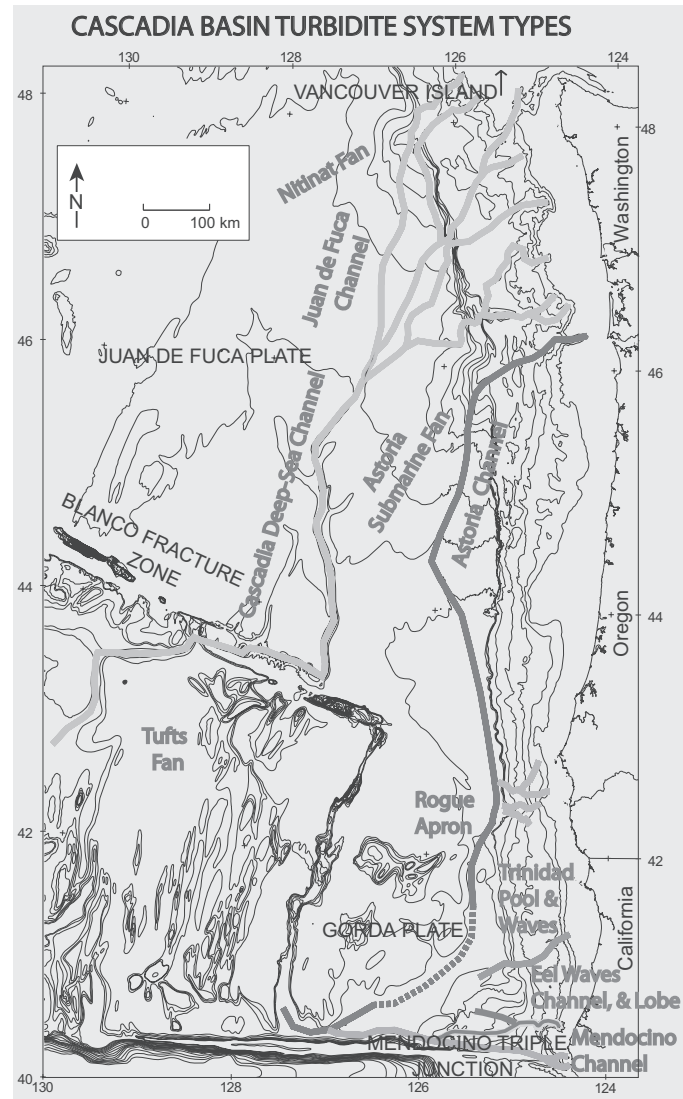 CASCADIA BASIN TURBIDITE SYSTEM TYPES
130
128
126
124
VANCOUVER ISLAND
48
48
N
0 100 km
Nitinat Fan
Washington
Juan de Fuca
Channel
46
46
JUAN DE FUCA PLATE
Cascadia Deep-Sea Channel
Astoria
Submarine Fan
Astoria Channel
BLANCO FRACTURE
ZONE
44
44
Oregon
Tufts
Fan
Rogue
Apron
42
42
Trinidad
Pool &
Waves
California
GORDA PLATE
Eel Waves
Channel, & Lobe
MENDOCINO TRIPLE
JUNCTION
Mendocino
Channel
40
130
128
126
124